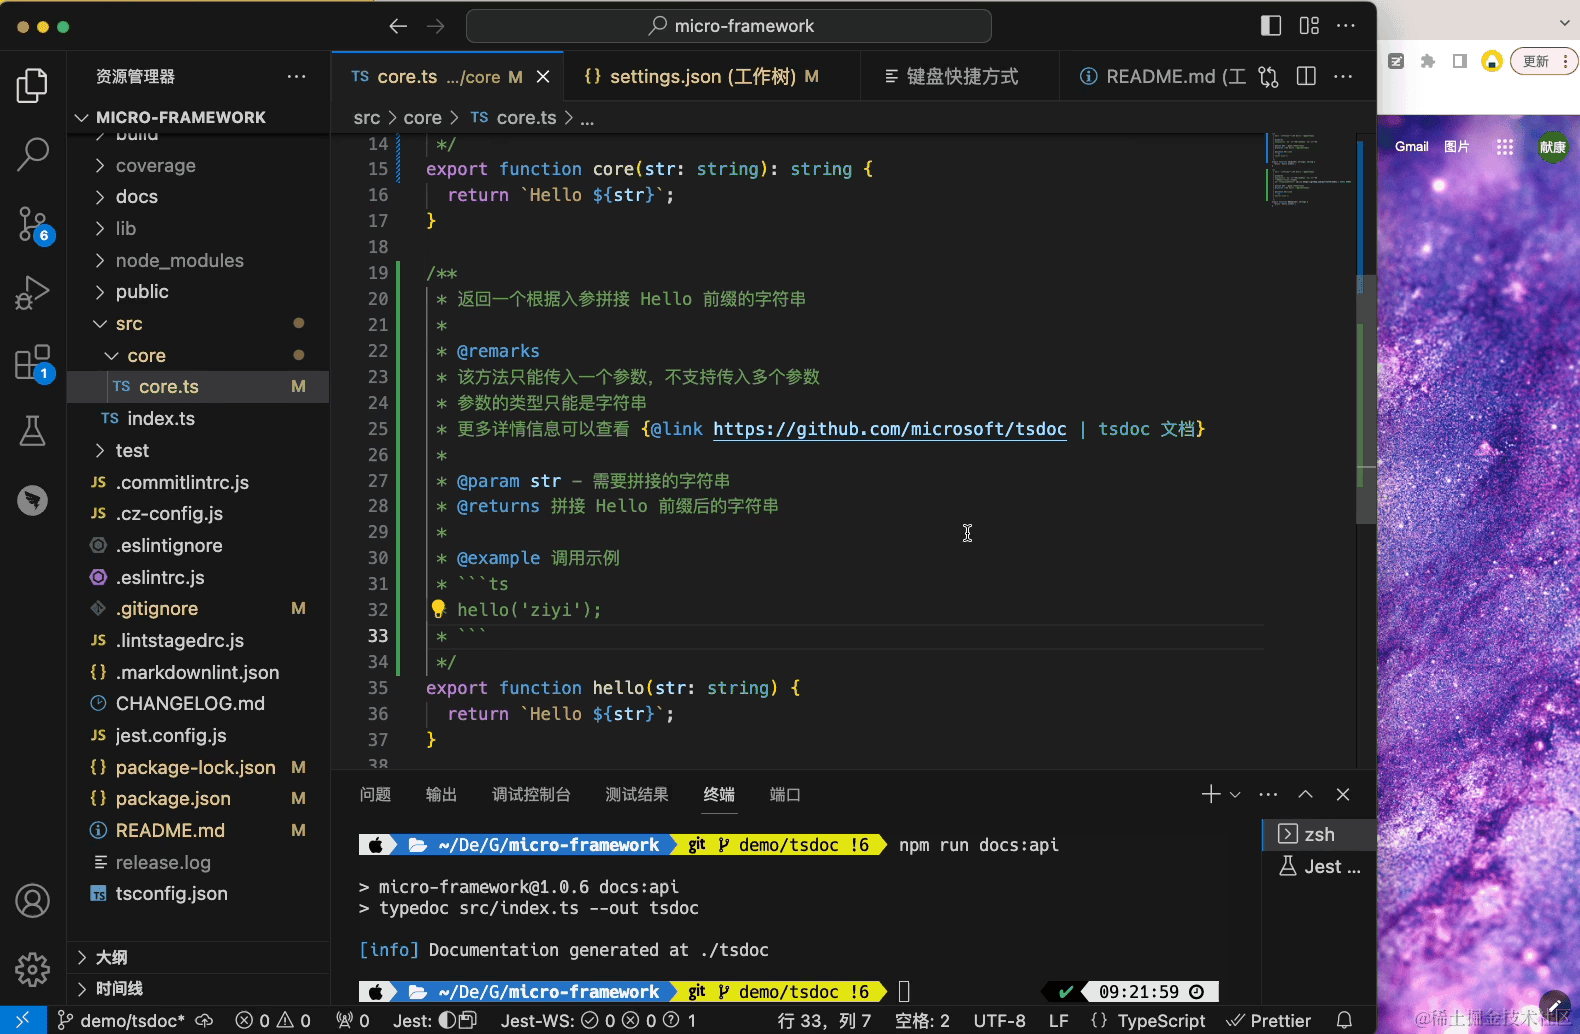 micro-framework
更新
资源管理器
TS core.ts .../core M
{} settings.json (工作树) M
键盘快捷方式
README.md (工
MICRO-FRAMEWORK
src > core > TS core.ts > ...
Gmail 图片 献康
build
coverage
docs
lib
node_modules
public
src
core
TS core.ts M
TS index.ts
test
JS .commitlintrc.js
JS .cz-config.js
.eslintignore
.eslintrc.js
.gitignore M
JS .lintstagedrc.js
{} .markdownlint.json
CHANGELOG.md
JS jest.config.js
{} package-lock.json M
{} package.json M
README.md M
release.log
TS tsconfig.json
大纲
时间线
6
1
14 */
15 export function core(str: string): string {
16 return `Hello ${str}`;
17 }
18
19 /**
20 * 返回一个根据入参拼接 Hello 前缀的字符串
21 *
22 * @remarks
23 * 该方法只能传入一个参数，不支持传入多个参数
24 * 参数的类型只能是字符串
25 * 更多详情信息可以查看 {@link https://github.com/microsoft/tsdoc | tsdoc 文档}
26 *
27 * @param str - 需要拼接的字符串
28 * @returns 拼接 Hello 前缀后的字符串
29 *
30 * @example 调用示例
31 * ```ts
32 hello('ziyi');
33 * ```
34 */
35 export function hello(str: string) {
36 return `Hello ${str}`;
37 }
38
问题 输出 调试控制台 测试结果 终端 端口
~/De/G/micro-framework git demo/tsdoc !6 npm run docs:api
> micro-framework@1.0.6 docs:api
> typedoc src/index.ts --out tsdoc
[info] Documentation generated at ./tsdoc
~/De/G/micro-framework git demo/tsdoc !6 ✔ 09:21:59
zsh
Jest ...
demo/tsdoc* 0 0 0 Jest: Jest-WS: 0 0 1 行 33，列 7 空格: 2 UTF-8 LF {} TypeScript Prettier
@稀土掘金技术社区